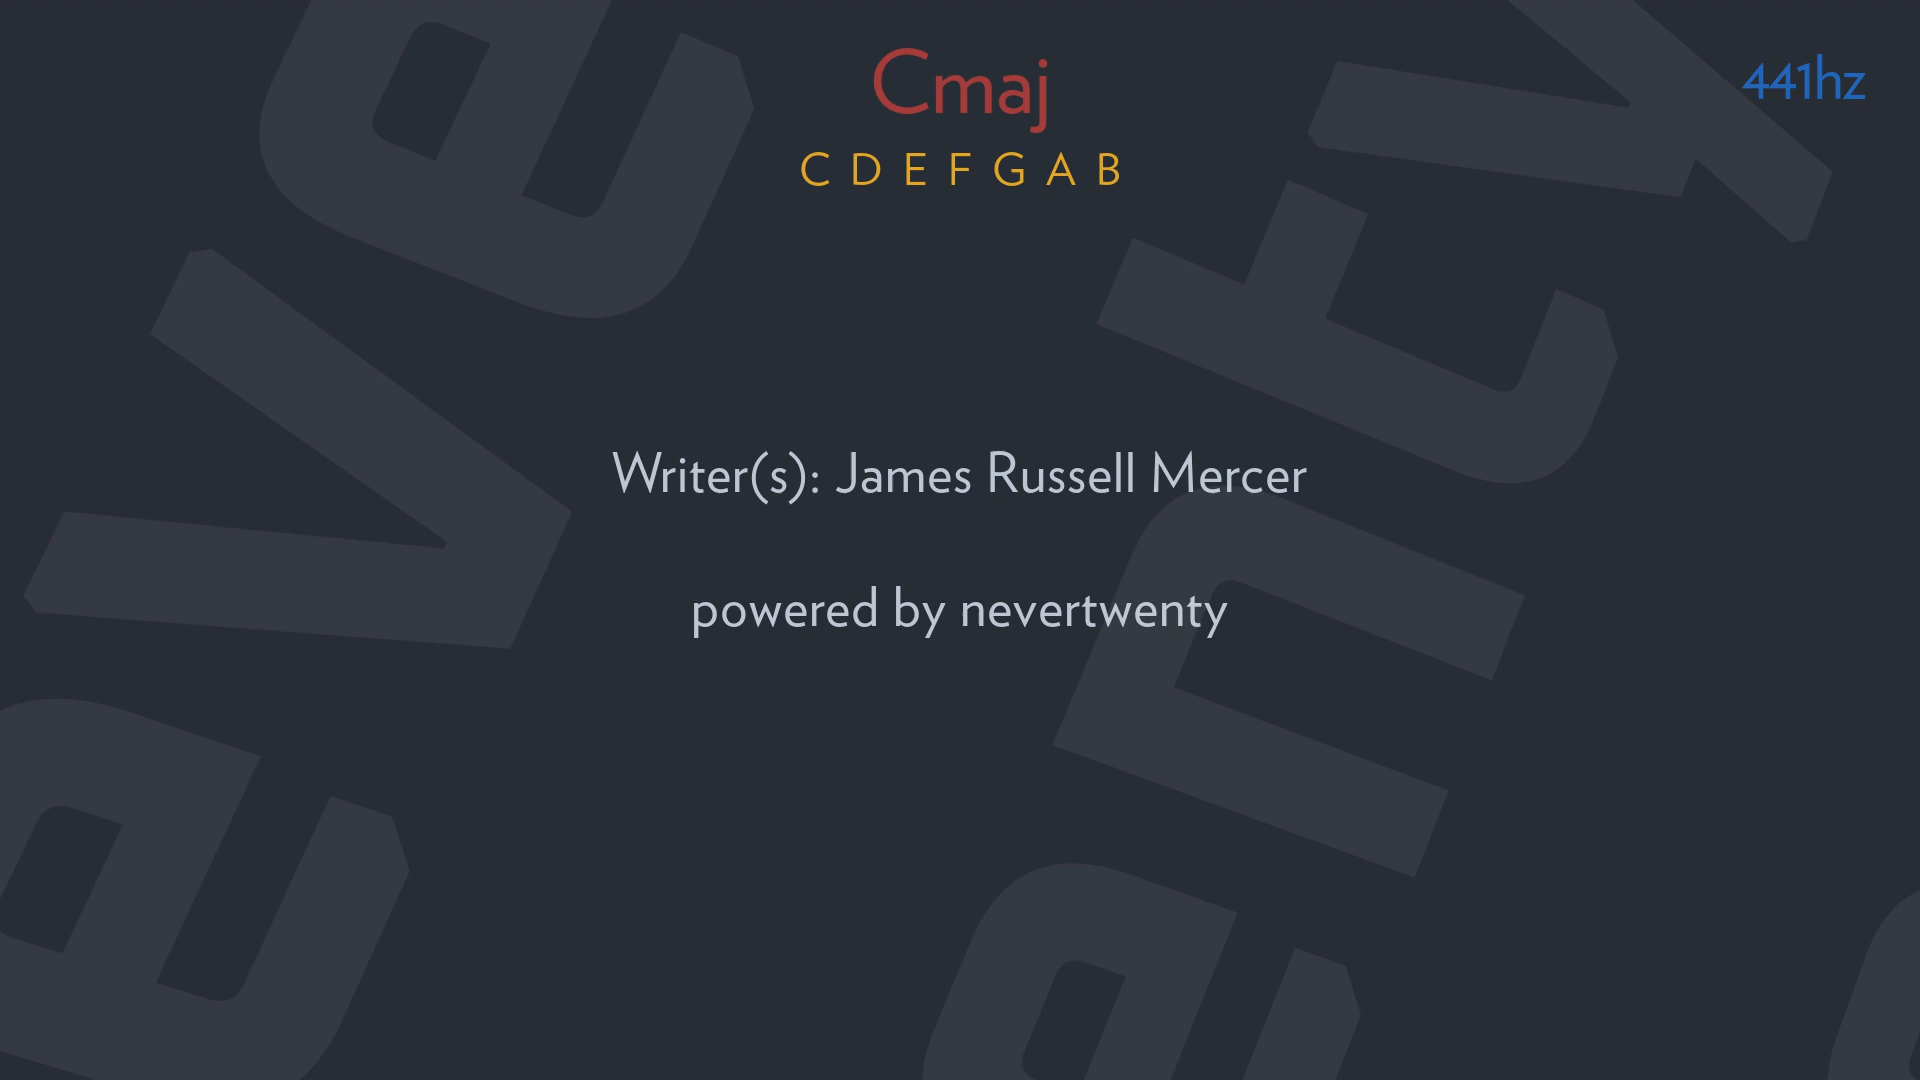 Cmaj
441hz
C D E F G A B
Writer(s): James Russell Mercer
powered by nevertwenty